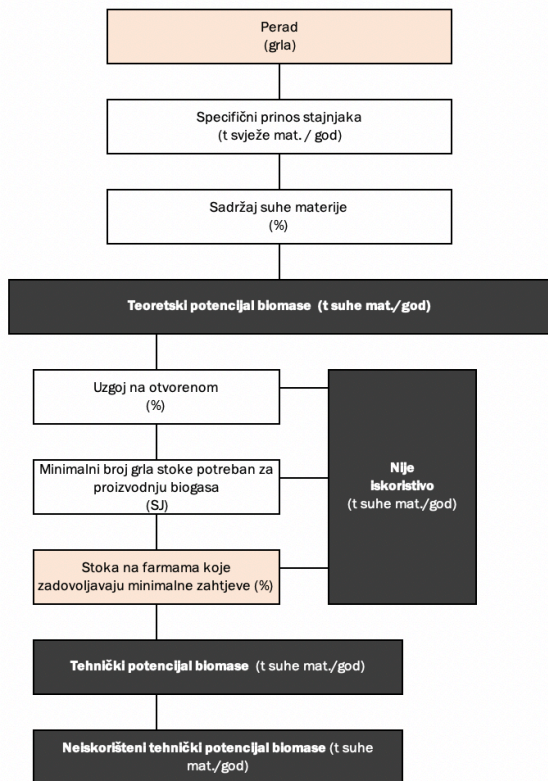 Perad
(grla)
Specifični prinos stajnjaka
(t svježe mat. / god)
Sadržaj suhe materije
(%)
Teoretski potencijal biomase (t suhe mat./god)
Uzgoj na otvorenom
(%)
Minimalni broj grla stoke potreban za
proizvodnju biogasa
(SJ)
Nije
iskoristivo
(t suhe mat./god)
Stoka na farmama koje
zadovoljavaju minimalne zahtjeve (%)
Tehnički potencijal biomase (t suhe mat./god)
Neiskorišteni tehnički potencijal biomase (t suhe
mat./god)